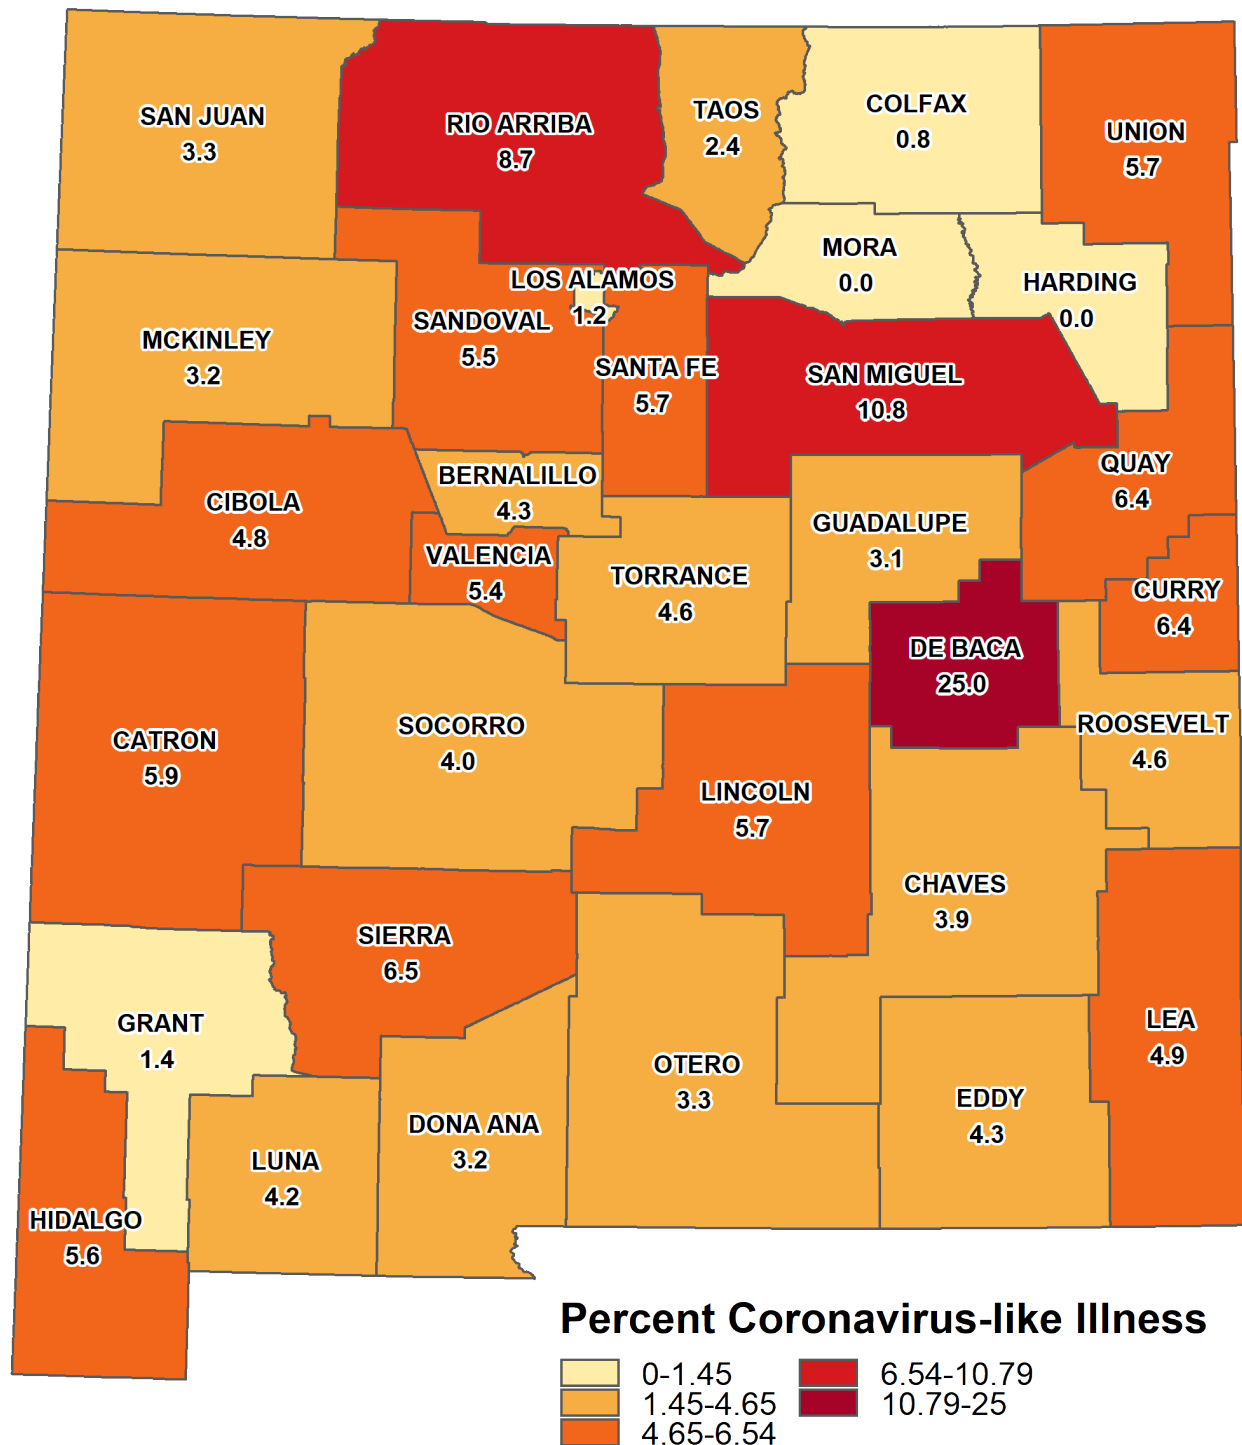 SAN JUAN
3.3
RIO ARRIBA
8.7
TAOS
2.4
COLFAX
0.8
UNION
5.7
MORA
0.0
HARDING
0.0
LOS ALAMOS
1.2
SANDOVAL
5.5
MCKINLEY
3.2
SANTA FE
5.7
SAN MIGUEL
10.8
QUAY
6.4
BERNALILLO
4.3
CIBOLA
4.8
GUADALUPE
3.1
VALENCIA
5.4
TORRANCE
4.6
CURRY
6.4
DE BACA
25.0
ROOSEVELT
4.6
SOCORRO
4.0
CATRON
5.9
LINCOLN
5.7
CHAVES
3.9
SIERRA
6.5
GRANT
1.4
LEA
4.9
OTERO
3.3
EDDY
4.3
DONA ANA
3.2
LUNA
4.2
HIDALGO
5.6
Percent Coronavirus-like Illness
0-1.45
1.45-4.65
4.65-6.54
6.54-10.79
10.79-25